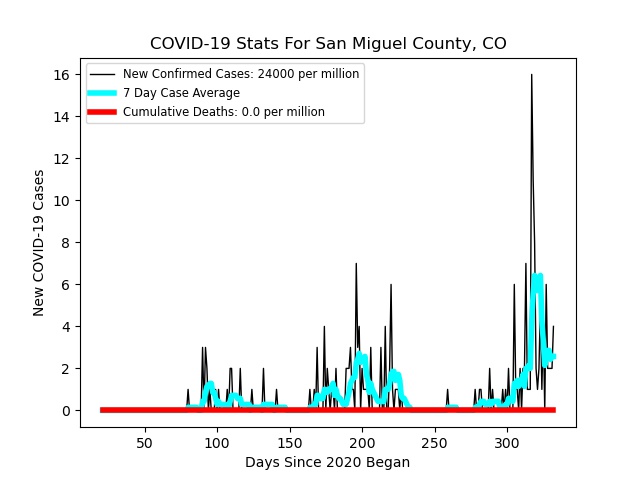 COVID-19 Stats For San Miguel County, CO
New Confirmed Cases: 24000 per million
7 Day Case Average
Cumulative Deaths: 0.0 per million
16
14
12
10
8
6
4
2
0
New COVID-19 Cases
50 100 150 200 250 300
Days Since 2020 Began